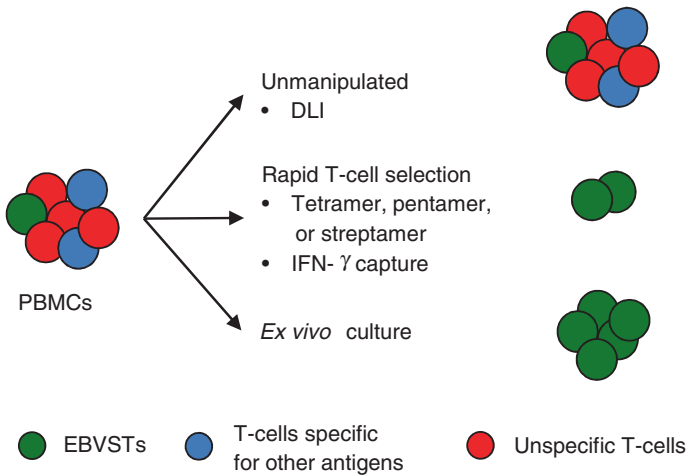 Unmanipulated
• DLI
Rapid T-cell selection
• Tetramer, pentamer,
or streptamer
• IFN- γ capture
PBMCs
Ex vivo culture
EBVSTs
T-cells specific
for other antigens
Unspecific T-cells